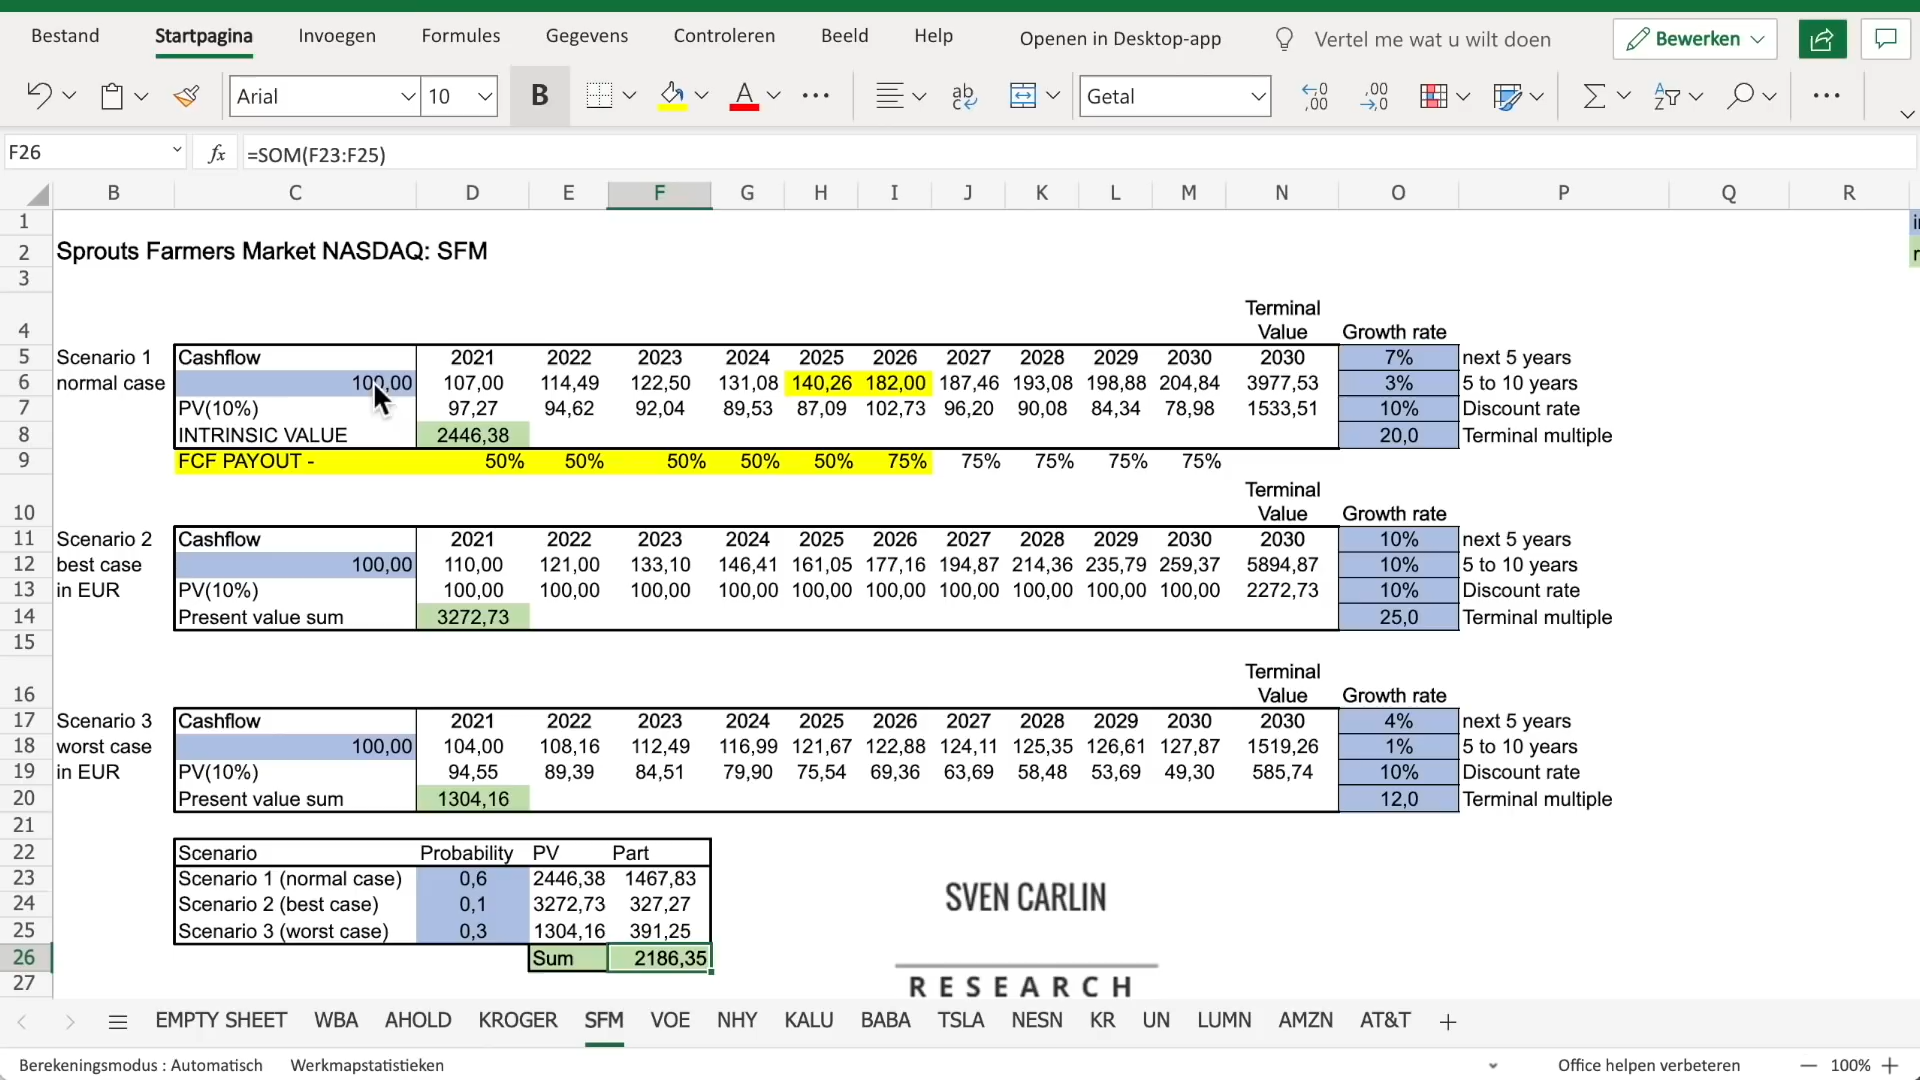 Bestand Startpagina Invoegen Formules Gegevens Controleren Beeld Help Openen in Desktop-app Vertel me wat u wilt doen Bewerken
Arial 10 B A ... ab Getal ,00 ,00 ...
F26 fx =SOM(F23:F25)
B C D E F G H I J K L M N O P Q R
1
2 Sprouts Farmers Market NASDAQ: SFM
3
Terminal
4 Value Growth rate
5 Scenario 1 Cashflow 2021 2022 2023 2024 2025 2026 2027 2028 2029 2030 2030 7% next 5 years
6 normal case 100,00 107,00 114,49 122,50 131,08 140,26 182,00 187,46 193,08 198,88 204,84 3977,53 3% 5 to 10 years
7 PV(10%) 97,27 94,62 92,04 89,53 87,09 102,73 96,20 90,08 84,34 78,98 1533,51 10% Discount rate
8 INTRINSIC VALUE 2446,38 20,0 Terminal multiple
9 FCF PAYOUT - 50% 50% 50% 50% 50% 75% 75% 75% 75% 75%
Terminal
10 Value Growth rate
11 Scenario 2 Cashflow 2021 2022 2023 2024 2025 2026 2027 2028 2029 2030 2030 10% next 5 years
12 best case 100,00 110,00 121,00 133,10 146,41 161,05 177,16 194,87 214,36 235,79 259,37 5894,87 10% 5 to 10 years
13 in EUR PV(10%) 100,00 100,00 100,00 100,00 100,00 100,00 100,00 100,00 100,00 100,00 2272,73 10% Discount rate
14 Present value sum 3272,73 25,0 Terminal multiple
15
Terminal
16 Value Growth rate
17 Scenario 3 Cashflow 2021 2022 2023 2024 2025 2026 2027 2028 2029 2030 2030 4% next 5 years
18 worst case 100,00 104,00 108,16 112,49 116,99 121,67 122,88 124,11 125,35 126,61 127,87 1519,26 1% 5 to 10 years
19 in EUR PV(10%) 94,55 89,39 84,51 79,90 75,54 69,36 63,69 58,48 53,69 49,30 585,74 10% Discount rate
20 Present value sum 1304,16 12,0 Terminal multiple
21
22 Scenario Probability PV Part
23 Scenario 1 (normal case) 0,6 2446,38 1467,83
24 Scenario 2 (best case) 0,1 3272,73 327,27
25 Scenario 3 (worst case) 0,3 1304,16 391,25
26 Sum 2186,35
27
SVEN CARLIN
RESEARCH
EMPTY SHEET WBA AHOLD KROGER SFM VOE NHY KALU BABA TSLA NESN KR UN LUMN AMZN AT&T
Berekeningsmodus : Automatisch Werkmapstatistieken Office helpen verbeteren 100%